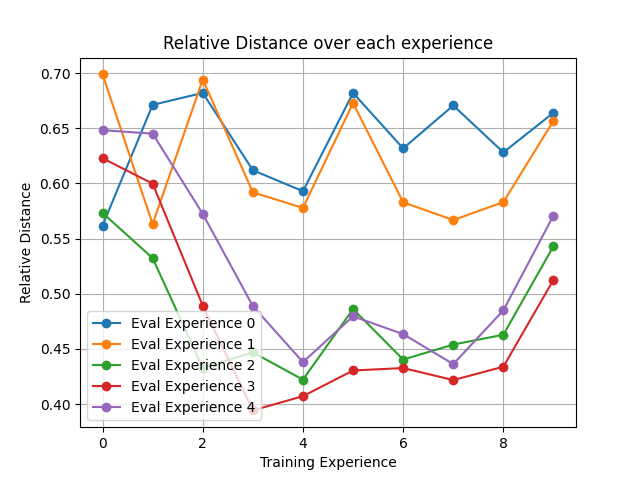 Relative Distance over each experience
Relative Distance
0.70
0.65
0.60
0.55
0.50
0.45
0.40
Eval Experience 0
Eval Experience 1
Eval Experience 2
Eval Experience 3
Eval Experience 4
0 2 4 6 8
Training Experience